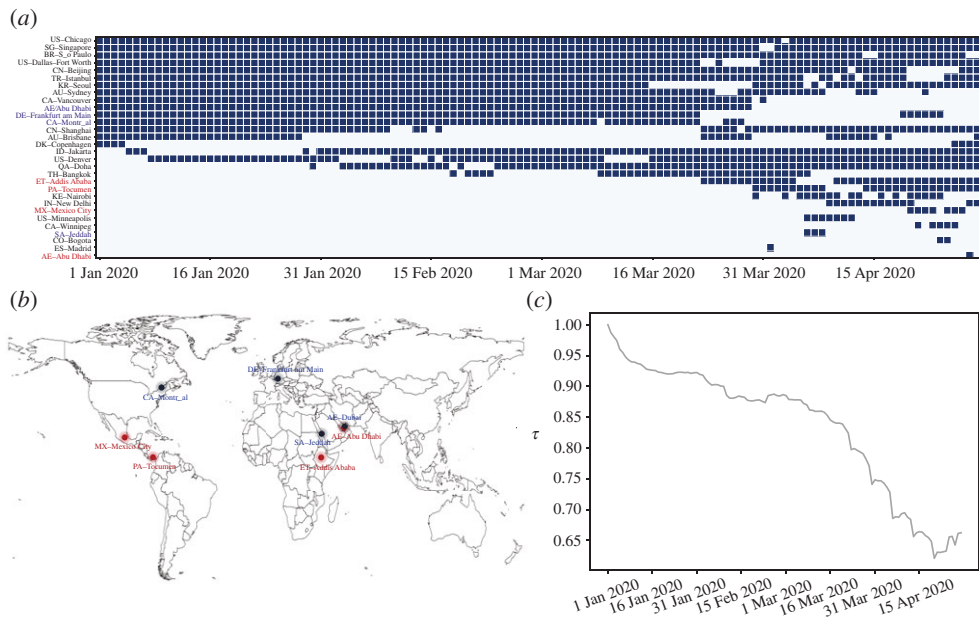 (a)
US–Chicago
SG–Singapore
BR–S_o Paulo
US–Dallas–Fort Worth
CN–Beijing
TR–Istanbul
KR–Seoul
AU–Sydney
CA–Vancouver
AE/Abu Dhabi
DE–Frankfurt am Main
CA–Montr_al
CN–Shanghai
AU–Brisbane
DK–Copenhagen
ID–Jakarta
US–Denver
QA–Doha
TH–Bangkok
ET–Addis Ababa
PA–Tocumen
KE–Nairobi
IN–New Delhi
MX–Mexico City
US–Minneapolis
CA–Winnipeg
SA–Jeddah
CO–Bogota
ES–Madrid
AE–Abu Dhabi
1 Jan 2020 16 Jan 2020 31 Jan 2020 15 Feb 2020 1 Mar 2020 16 Mar 2020 31 Mar 2020 15 Apr 2020
(b)
DE–Frankfurt am Main
CA–Montr_al
AE–Dubai
MX–Mexico City
SA–Jeddah
AE–Abu Dhabi
PA–Tocumen
ET–Addis Ababa
(c)
1.00
0.95
0.90
0.85
τ
0.80
0.75
0.70
0.65
1 Jan 2020 16 Jan 2020 31 Jan 2020 15 Feb 2020 1 Mar 2020 16 Mar 2020 31 Mar 2020 15 Apr 2020